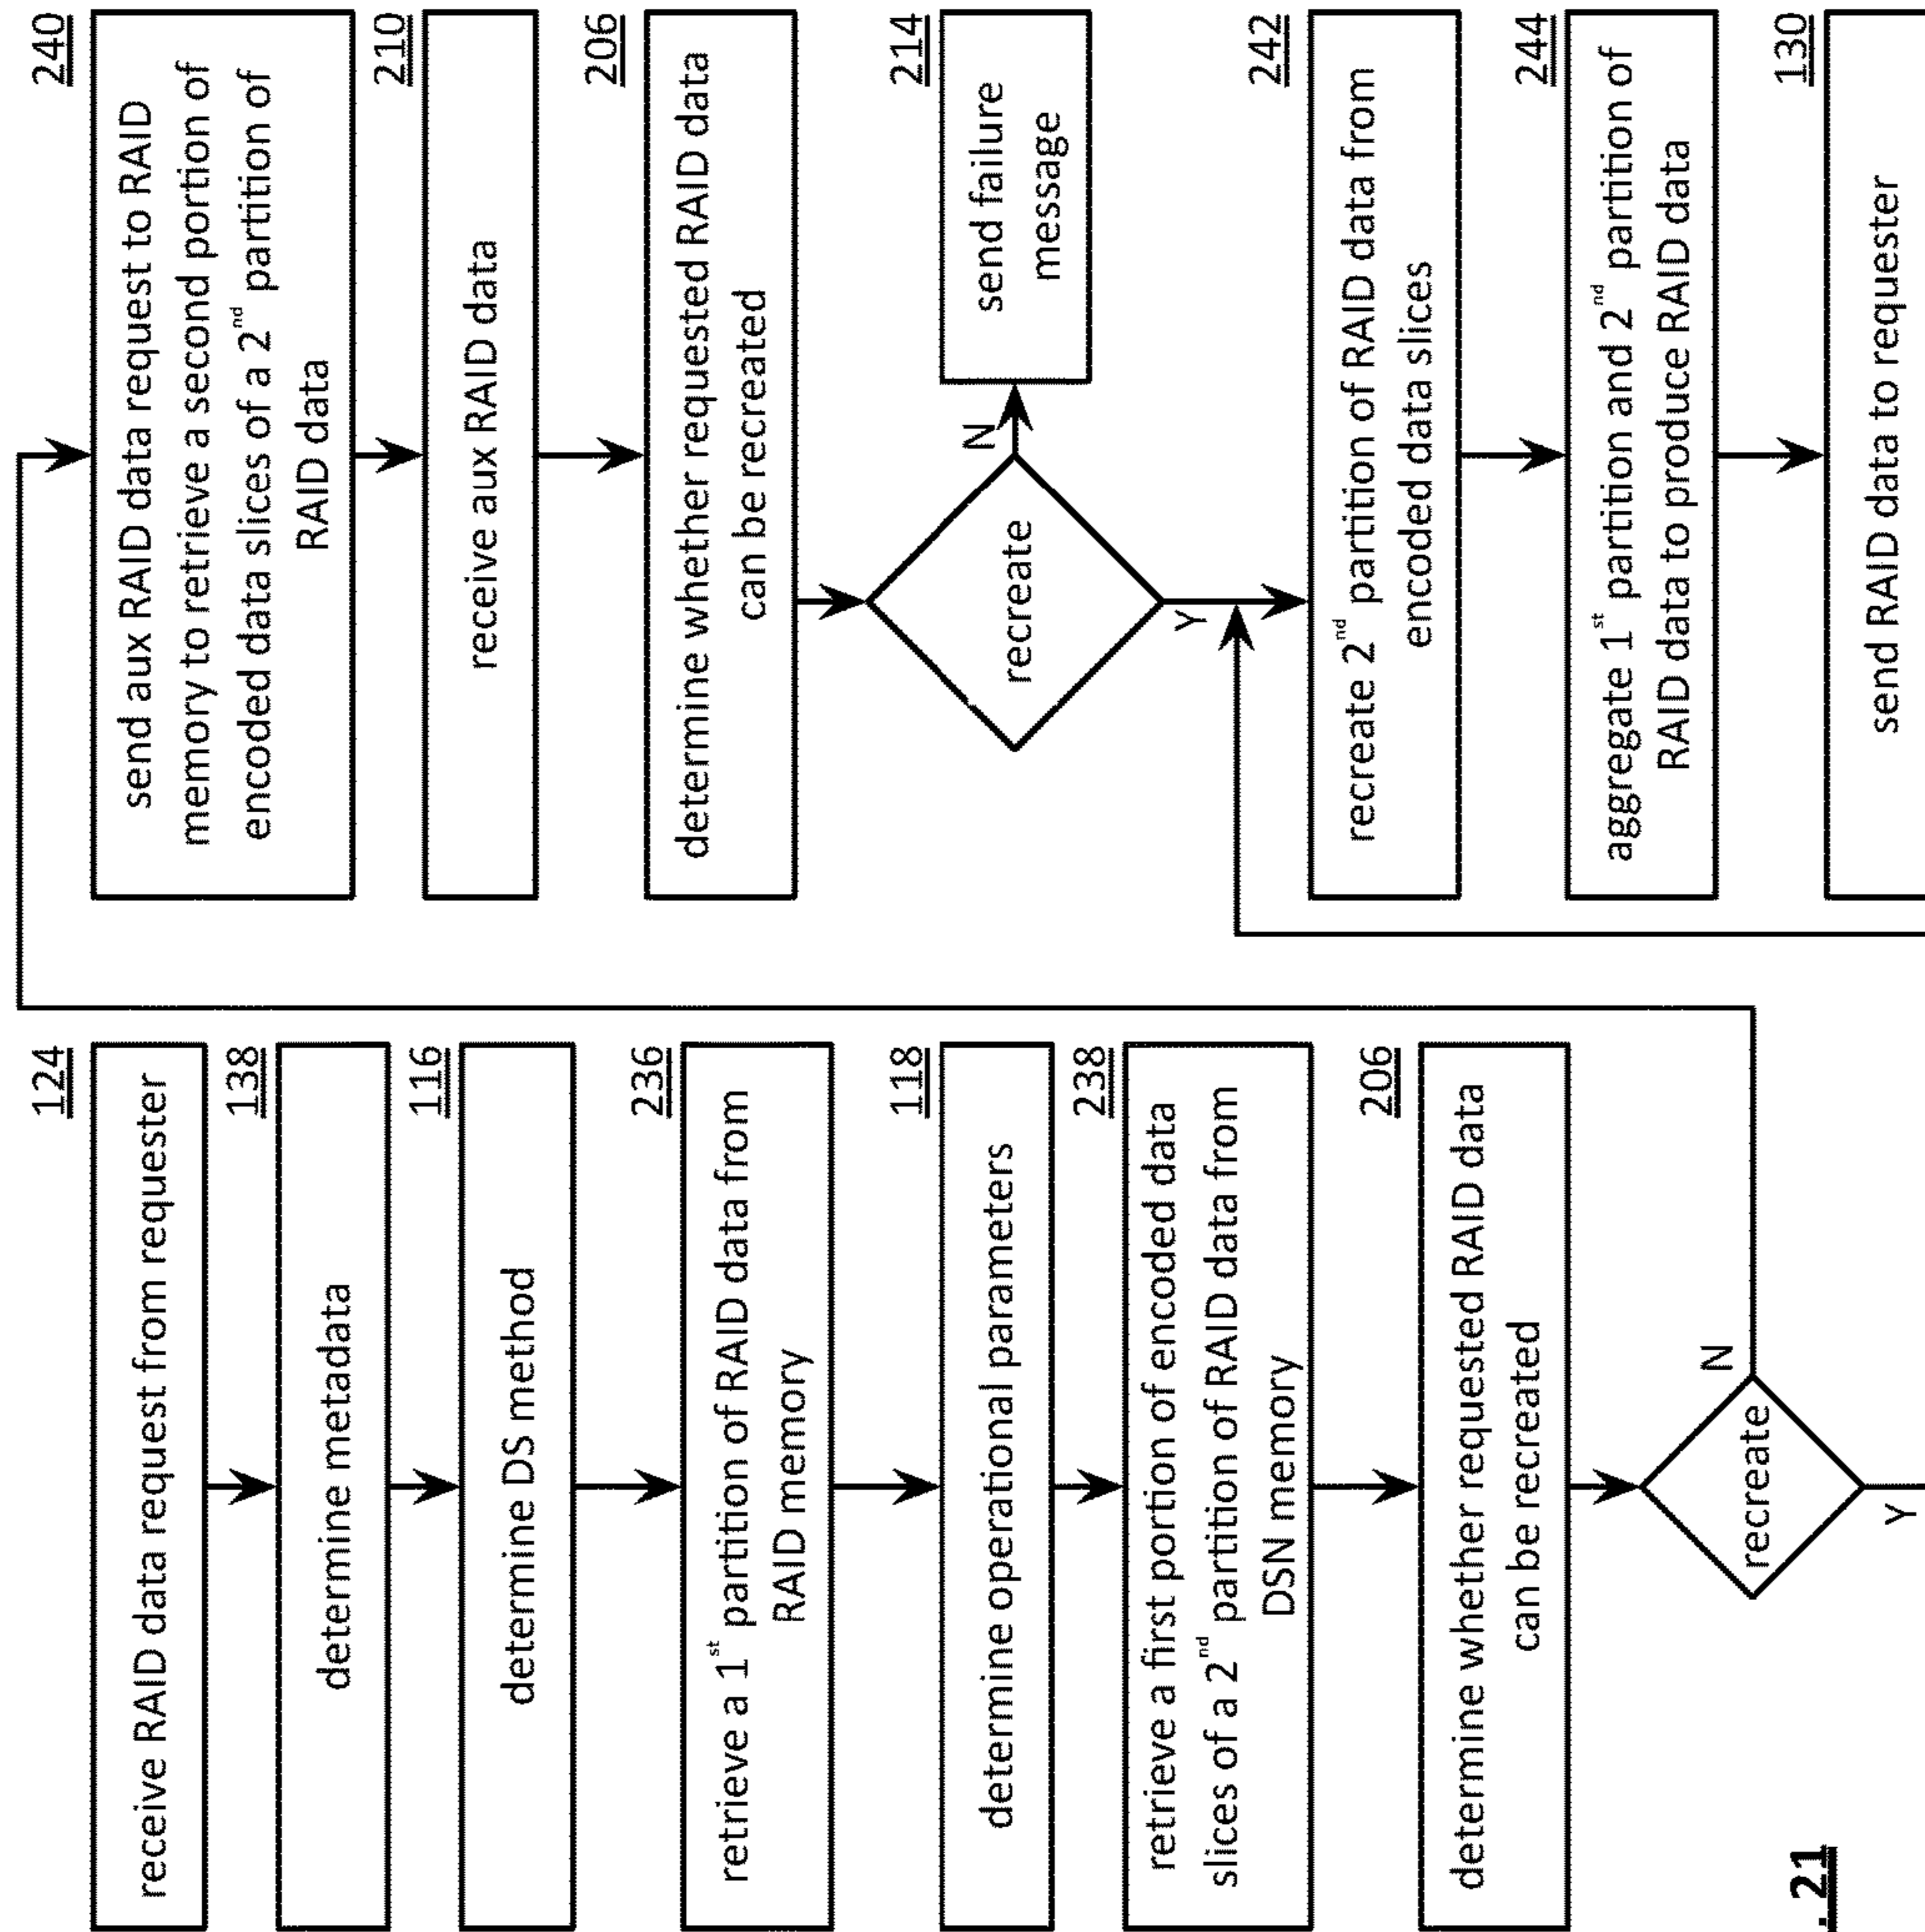 124
receive RAID data request from requester
138
determine metadata
116
determine DS method
236
retrieve a 1st partition of RAID data from
RAID memory
118
determine operational parameters
238
retrieve a first portion of encoded data
slices of a 2nd partition of RAID data from
DSN memory
206
determine whether requested RAID data
can be recreated
recreate
N
Y
240
send aux RAID data request to RAID
memory to retrieve a second portion of
encoded data slices of a 2nd partition of
RAID data
210
receive aux RAID data
206
determine whether requested RAID data
can be recreated
recreate
N
Y
214
send failure
message
242
recreate 2nd partition of RAID data from
encoded data slices
244
aggregate 1st partition and 2nd partition of
RAID data to produce RAID data
130
send RAID data to requester
. 21